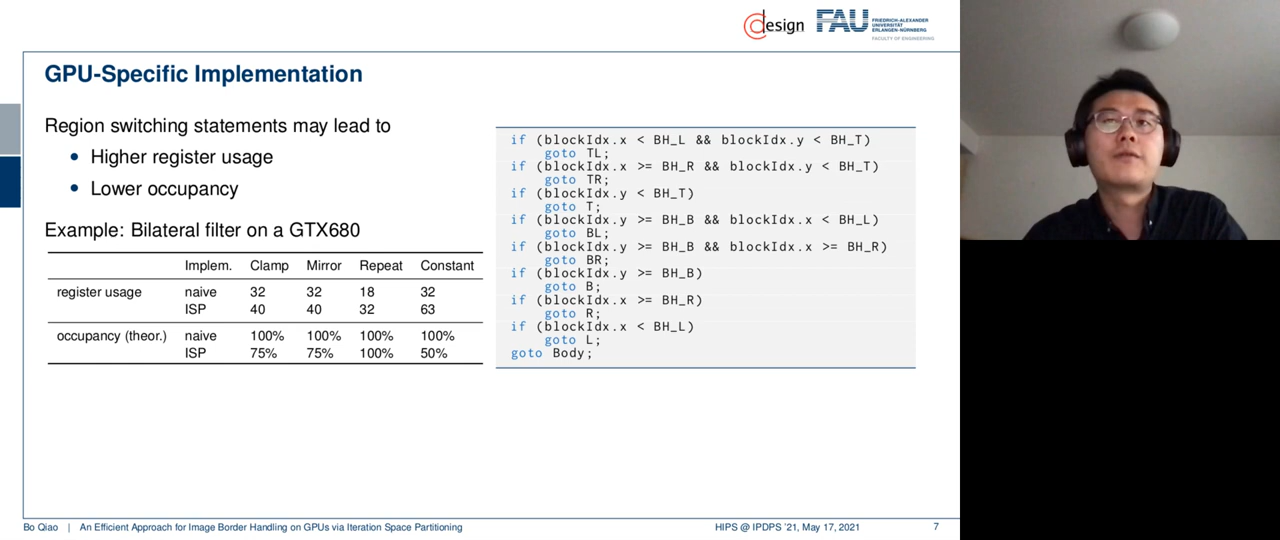 design FAU FRIEDRICH-ALEXANDER
UNIVERSITÄT
ERLANGEN-NÜRNBERG
FACULTY OF ENGINEERING
GPU-Specific Implementation
Region switching statements may lead to
• Higher register usage
• Lower occupancy
Example: Bilateral filter on a GTX680
Implem. Clamp Mirror Repeat Constant
register usage naive 32 32 18 32
ISP 40 40 32 63
occupancy (theor.) naive 100% 100% 100% 100%
ISP 75% 75% 100% 50%
if (blockIdx.x < BH_L && blockIdx.y < BH_T)
goto TL;
if (blockIdx.x >= BH_R && blockIdx.y < BH_T)
goto TR;
if (blockIdx.y < BH_T)
goto T;
if (blockIdx.y >= BH_B && blockIdx.x < BH_L)
goto BL;
if (blockIdx.y >= BH_B && blockIdx.x >= BH_R)
goto BR;
if (blockIdx.y >= BH_B)
goto B;
if (blockIdx.x >= BH_R)
goto R;
if (blockIdx.x < BH_L)
goto L;
goto Body;
Bo Qiao | An Efficient Approach for Image Border Handling on GPUs via Iteration Space Partitioning HIPS @ IPDPS '21, May 17, 2021 7